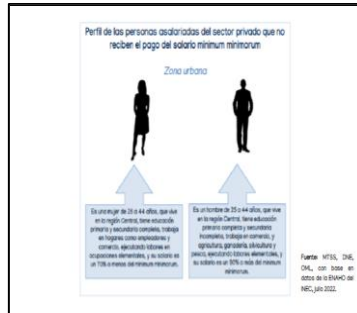 Perfil de las personas asalariadas del sector privado que no
reciben el pago del salario minimum minimorum
Zona urbana
Es una mujer de 25 a 44 años, que vive
en la región Central, tiene educación
primaria y secundaria completa, trabaja
en hogares como empleadores y
comercio, ejecutando labores en
ocupaciones elementales, y su salario es
un 70% o menos del minimum minimorum.
Es un hombre de 25 a 44 años, que vive
en la región Central, tiene educación
primaria completa y secundaria
incompleta, trabaja en comercio, y
agricultura, ganadería, silvicultura y
pesca, ejecutando labores elementales, y
su salario es un 90% o más del minimum
minimorum.
Fuente: MTSS, DNE,
OML, con base en
datos de la ENAHO del
INEC, julio 2022.